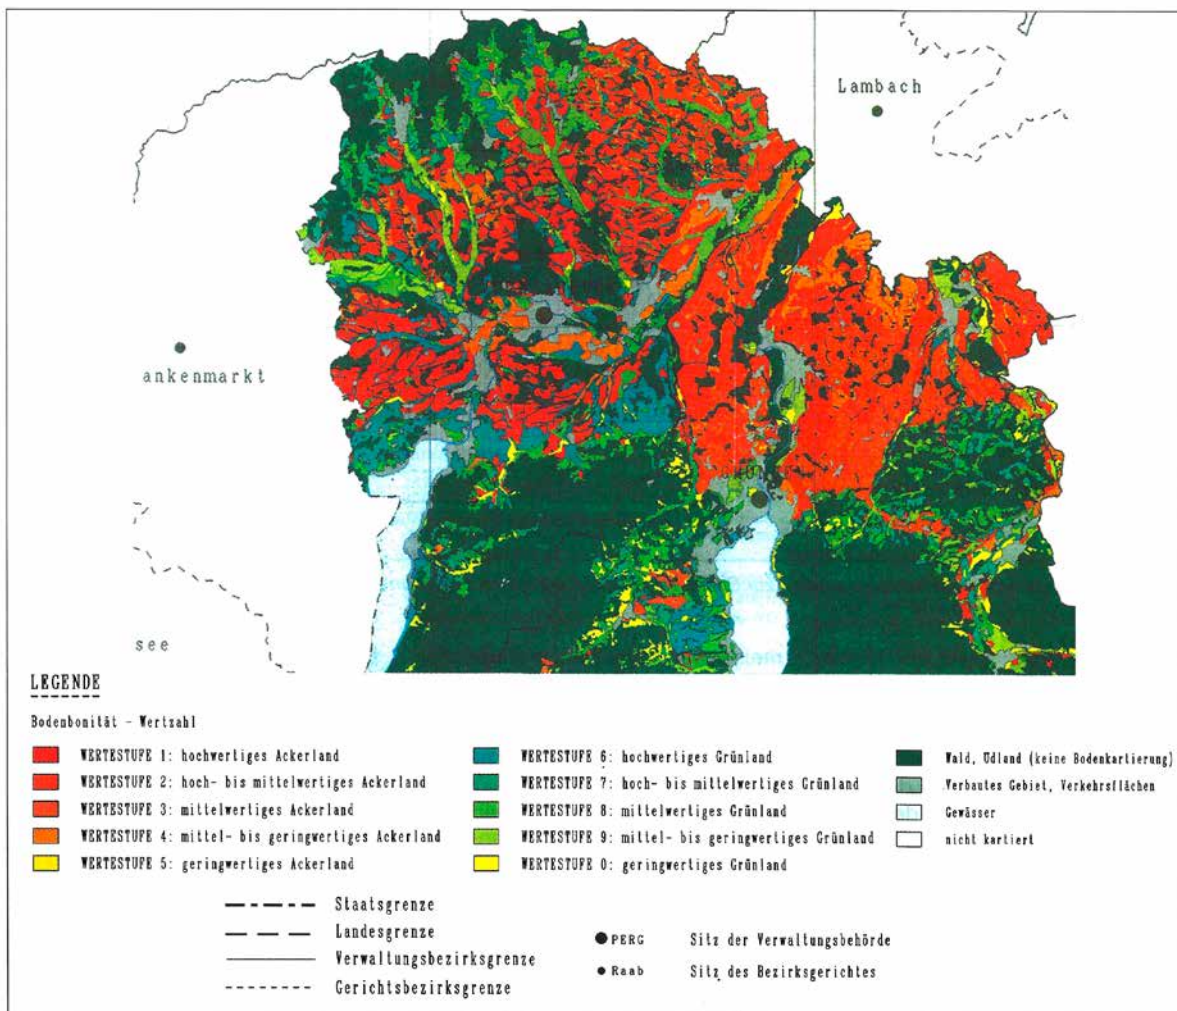 Lambach
ankenmarkt
see
LEGENDE
Bodenbonität - Wertzahl
WERTESTUFE 1: hochwertiges Ackerland
WERTESTUFE 2: hoch- bis mittelwertiges Ackerland
WERTESTUFE 3: mittelwertiges Ackerland
WERTESTUFE 4: mittel- bis geringwertiges Ackerland
WERTESTUFE 5: geringwertiges Ackerland
WERTESTUFE 6: hochwertiges Grünland
WERTESTUFE 7: hoch- bis mittelwertiges Grünland
WERTESTUFE 8: mittelwertiges Grünland
WERTESTUFE 9: mittel- bis geringwertiges Grünland
WERTESTUFE 0: geringwertiges Grünland
Wald, Ödland (keine Bodenkartierung)
Verbautes Gebiet, Verkehrsflächen
Gewässer
nicht kartiert
Staatsgrenze
Landesgrenze
Verwaltungsbezirksgrenze
Gerichtsbezirksgrenze
PERG Sitz der Verwaltungsbehörde
Raab Sitz des Bezirksgerichtes